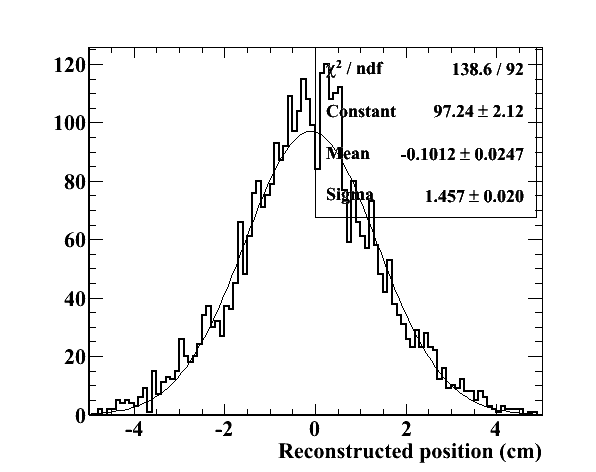 120
100
80
60
40
20
0
χ² / ndf 138.6 / 92
Constant 97.24 ± 2.12
Mean -0.1012 ± 0.0247
Sigma 1.457 ± 0.020
-4 -2 0 2 4
Reconstructed position (cm)